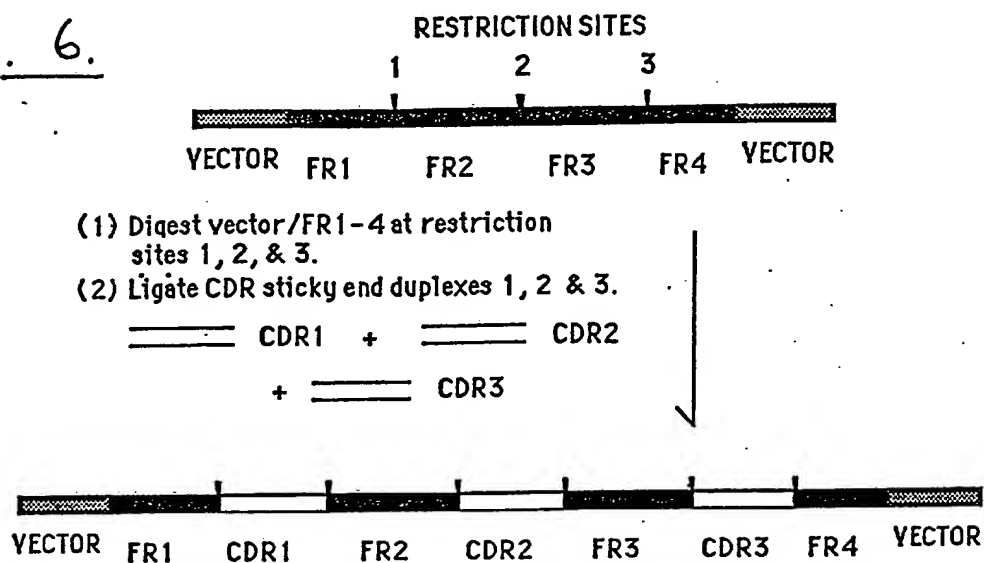 . 6.
RESTRICTION SITES
1 2 3
VECTOR FR1 FR2 FR3 FR4 VECTOR
(1) Digest vector/FR1-4 at restriction
sites 1, 2, & 3.
(2) Ligate CDR sticky end duplexes 1, 2 & 3.
CDR1 + CDR2
+ CDR3
VECTOR FR1 CDR1 FR2 CDR2 FR3 CDR3 FR4 VECTOR